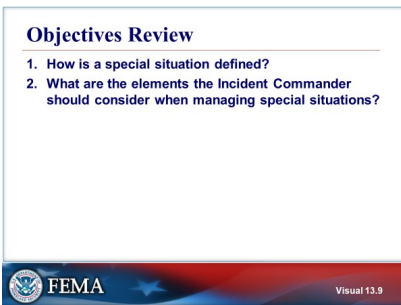 Objectives Review
1. How is a special situation defined?
2. What are the elements the Incident Commander
should consider when managing special situations?
FEMA
Visual 13.9